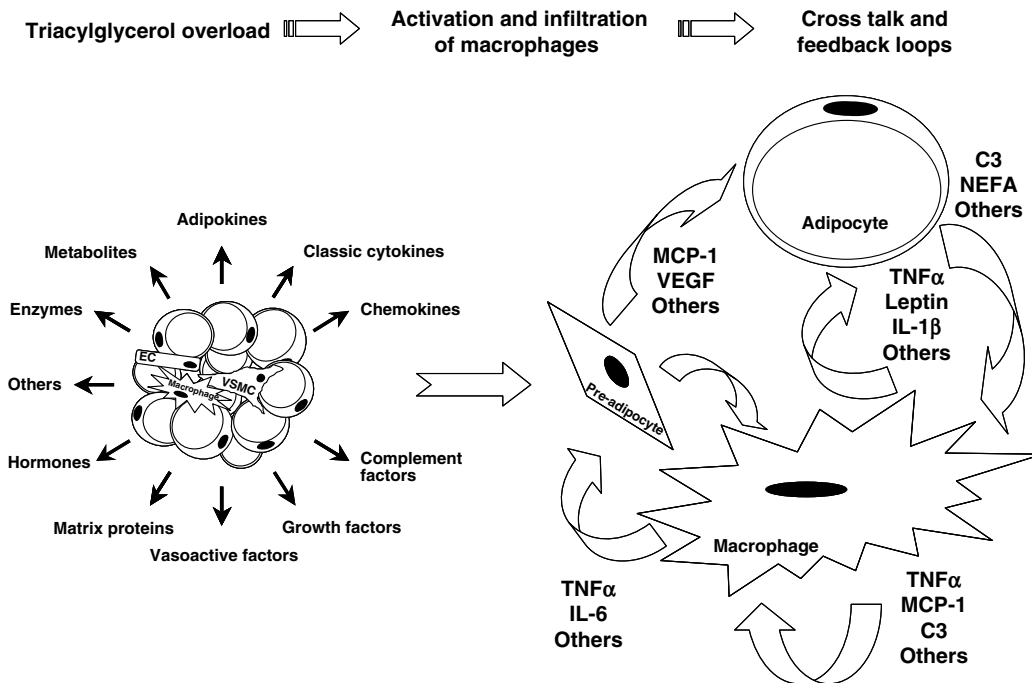 Triacylglycerol overload
Activation and infiltration
of macrophages
Cross talk and
feedback loops
Adipokines
Metabolites
Classic cytokines
Enzymes
Chemokines
Others
Hormones
Complement
factors
Matrix proteins
Growth factors
Vasoactive factors
EC
VSMC
Macrophage
Adipocyte
C3
NEFA
Others
MCP-1
VEGF
Others
TNFα
Leptin
IL-1β
Others
Pre-adipocyte
Macrophage
TNFα
IL-6
Others
TNFα
MCP-1
C3
Others